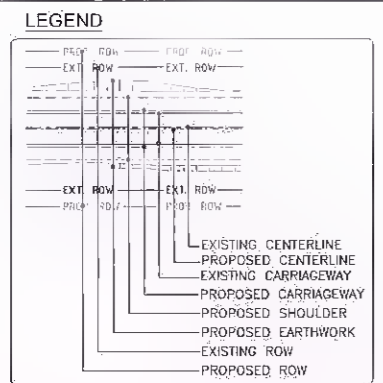 LEGEND
PROP ROW PROP. ROW
EXT ROW EXT. ROW
EXT ROW EXT. ROW
PROP ROW PROP ROW
EXISTING CENTERLINE
PROPOSED CENTERLINE
EXISTING CARRIAGEWAY
PROPOSED CARRIAGEWAY
PROPOSED SHOULDER
PROPOSED EARTHWORK
EXISTING ROW
PROPOSED ROW